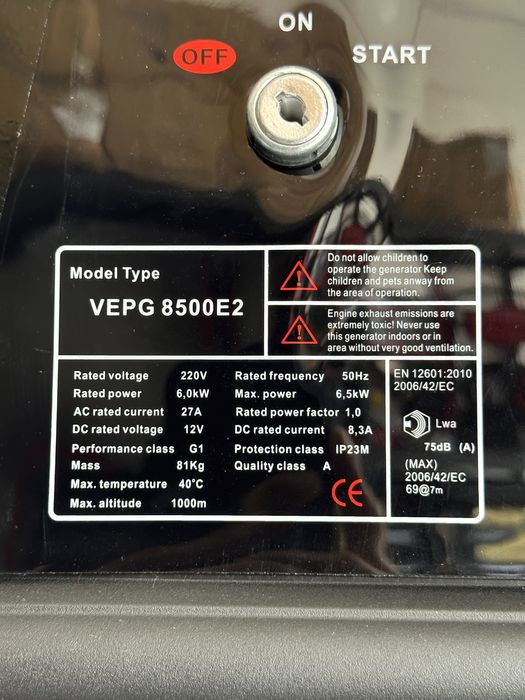 ON
OFF
START
Model Type
VEPG 8500E2
Do not allow children to
operate the generator Keep
children and pets anway from
the area of operation.
Engine exhaust emissions are
extremely toxic! Never use
this generator indoors or in
area without very good ventilation.
Rated voltage 220V
Rated power 6,0kW
AC rated current 27A
DC rated voltage 12V
Performance class G1
Mass 81Kg
Max. temperature 40°C
Max. altitude 1000m
Rated frequency 50Hz
Max. power 6,5kW
Rated power factor 1,0
DC rated current 8,3A
Protection class IP23M
Quality class A
CE
EN 12601:2010
2006/42/EC
Lwa
75dB (A)
(MAX)
2006/42/EC
69@7m